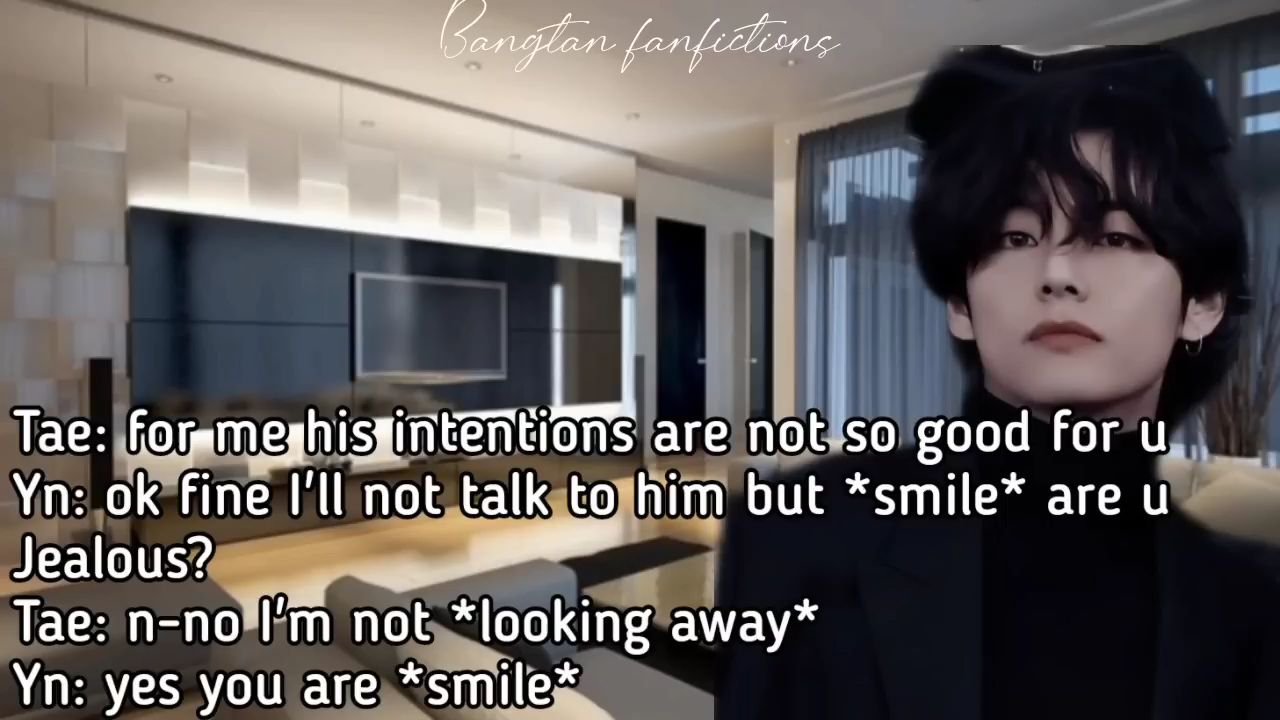 Bangtan fanfictions
Tae: for me his intentions are not so good for u
Yn: ok fine I'll not talk to him but *smile* are u
Jealous?
Tae: n-no I'm not *looking away*
Yn: yes you are *smile*